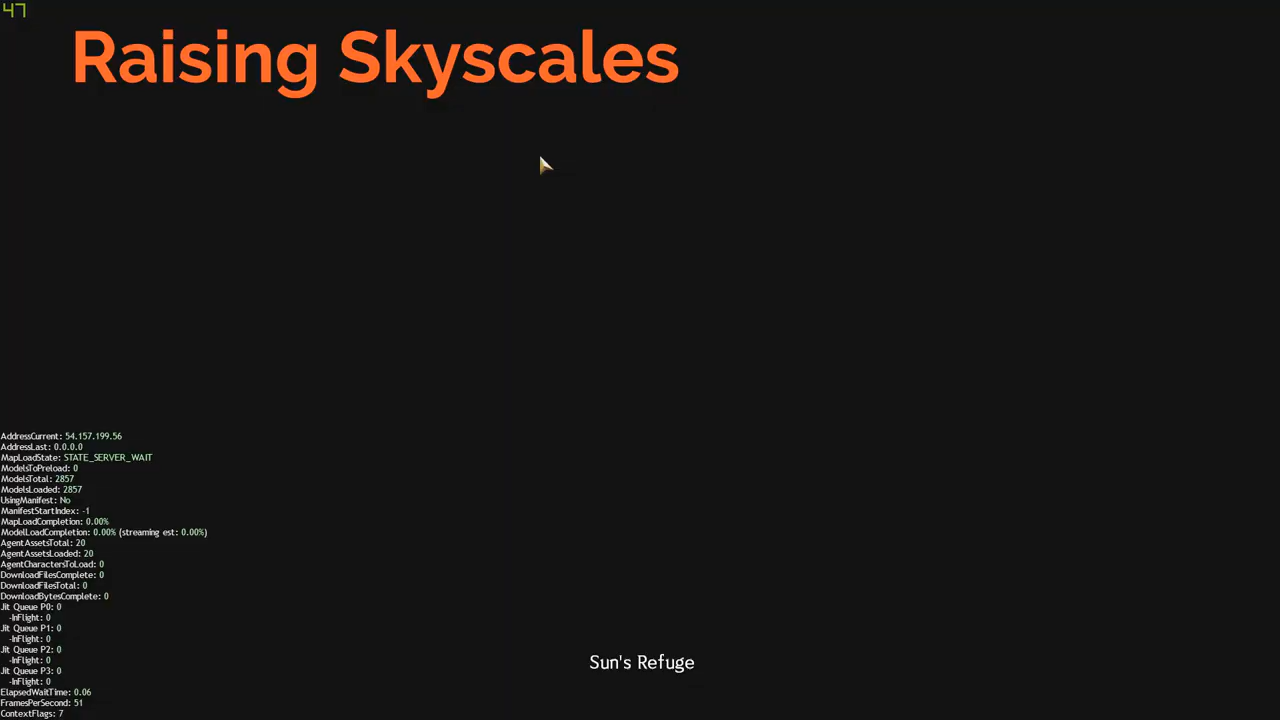 47
Raising Skyscales
AddressCurrent: 54.157.199.56
AddressLast: 0.0.0.0
MapLoadState: STATE_SERVER_WAIT
ModelsToPreload: 0
ModelsTotal: 2857
ModelsLoaded: 2857
UsingManifest: No
ManifestStartIndex: -1
MapLoadCompletion: 0.00%
ModelLoadCompletion: 0.00% (streaming est: 0.00%)
AgentAssetsTotal: 20
AgentAssetsLoaded: 20
AgentCharactersToLoad: 0
DownloadFilesComplete: 0
DownloadFilesTotal: 0
DownloadBytesComplete: 0
Jit Queue P0: 0
-InFlight: 0
Jit Queue P1: 0
-InFlight: 0
Jit Queue P2: 0
-InFlight: 0
Jit Queue P3: 0
-InFlight: 0
ElapsedWaitTime: 0.06
FramesPerSecond: 51
ContextFlags: 7
Sun's Refuge